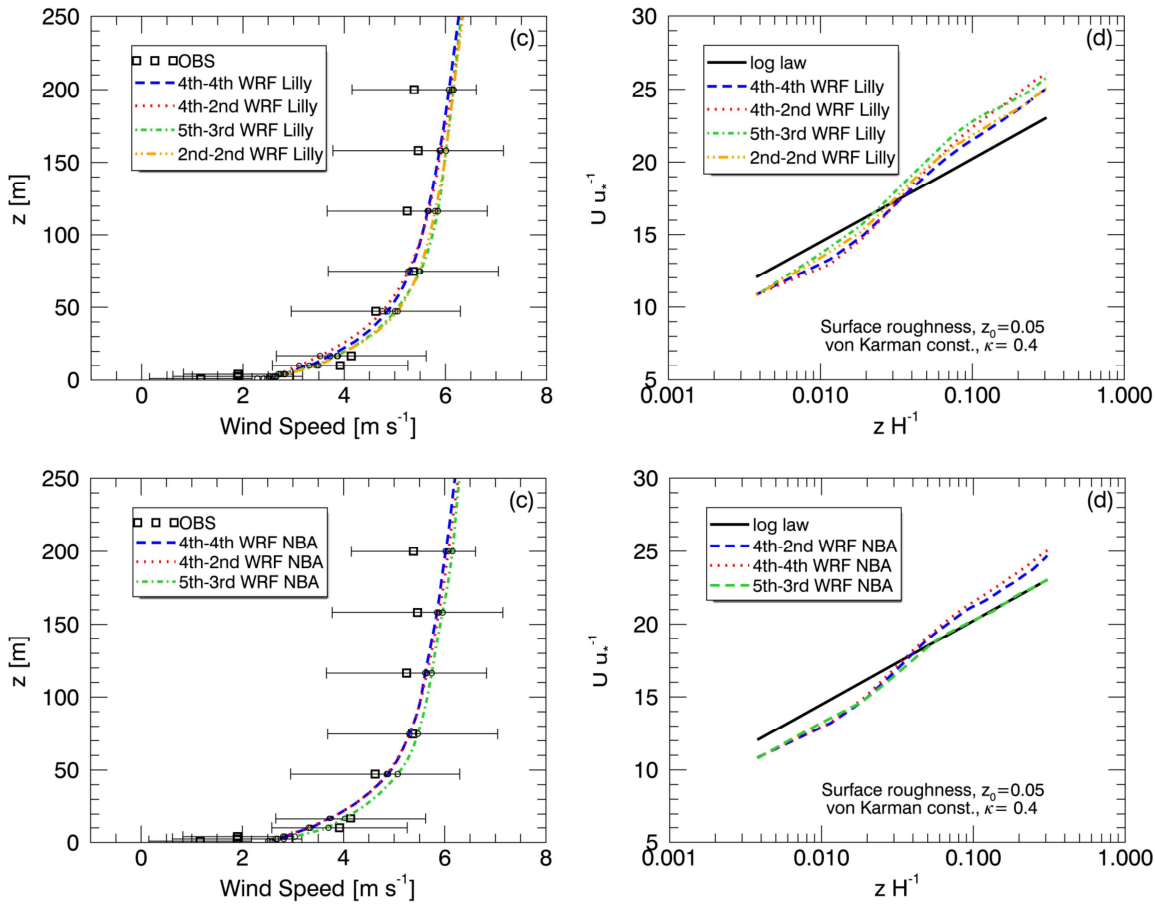 (c)
OBS
4th-4th WRF Lilly
4th-2nd WRF Lilly
5th-3rd WRF Lilly
2nd-2nd WRF Lilly
250
200
150
100
50
0
z [m]
0 2 4 6 8
Wind Speed [m s⁻¹]
(d)
log law
4th-4th WRF Lilly
4th-2nd WRF Lilly
5th-3rd WRF Lilly
2nd-2nd WRF Lilly
30
25
20
15
10
5
U u*⁻¹
Surface roughness, z₀=0.05
von Karman const., κ= 0.4
0.001 0.010 0.100 1.000
z H⁻¹
(c)
OBS
4th-4th WRF NBA
4th-2nd WRF NBA
5th-3rd WRF NBA
250
200
150
100
50
0
z [m]
0 2 4 6 8
Wind Speed [m s⁻¹]
(d)
log law
4th-2nd WRF NBA
4th-4th WRF NBA
5th-3rd WRF NBA
30
25
20
15
10
5
U u*⁻¹
Surface roughness, z₀=0.05
von Karman const., κ= 0.4
0.001 0.010 0.100 1.000
z H⁻¹